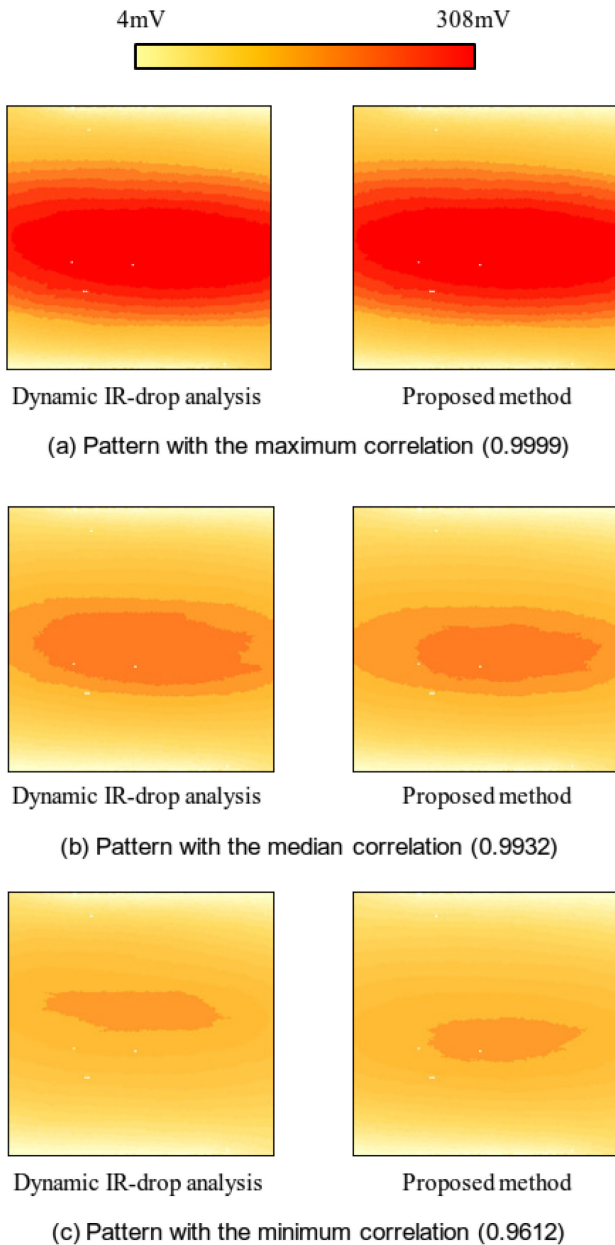 4mV 308mV
Dynamic IR-drop analysis Proposed method
(a) Pattern with the maximum correlation (0.9999)
Dynamic IR-drop analysis Proposed method
(b) Pattern with the median correlation (0.9932)
Dynamic IR-drop analysis Proposed method
(c) Pattern with the minimum correlation (0.9612)